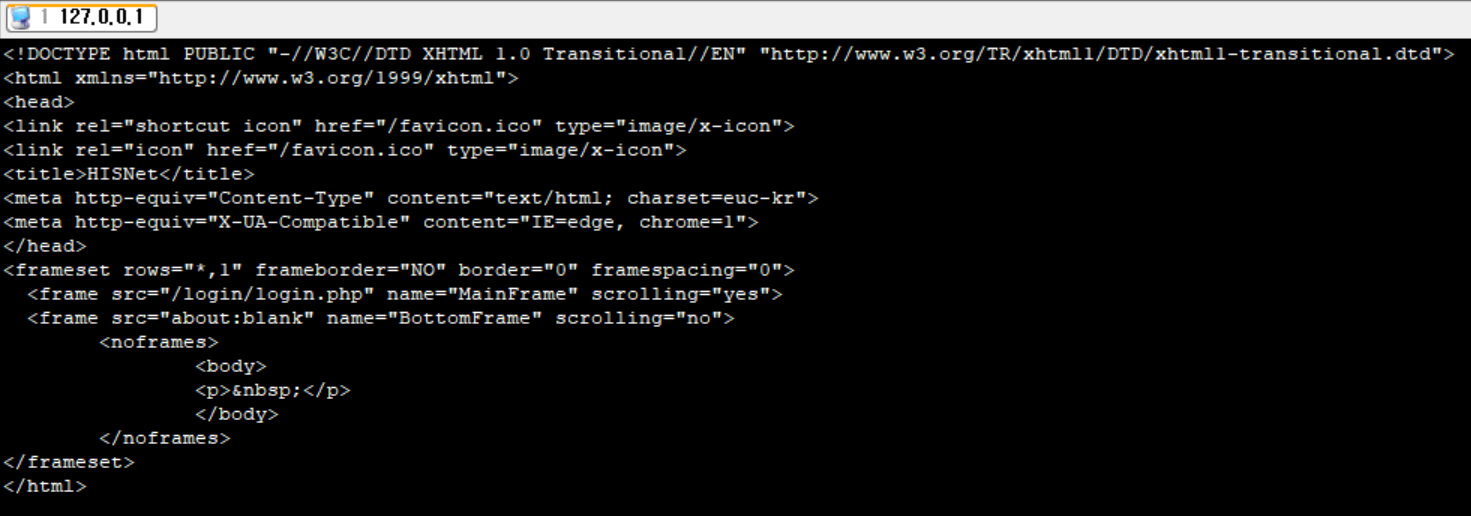 1 127.0.0.1
<!DOCTYPE html PUBLIC "-//W3C//DTD XHTML 1.0 Transitional//EN" "http://www.w3.org/TR/xhtml1/DTD/xhtml1-transitional.dtd">
<html xmlns="http://www.w3.org/1999/xhtml">
<head>
<link rel="shortcut icon" href="/favicon.ico" type="image/x-icon">
<link rel="icon" href="/favicon.ico" type="image/x-icon">
<title>HISNet</title>
<meta http-equiv="Content-Type" content="text/html; charset=euc-kr">
<meta http-equiv="X-UA-Compatible" content="IE=edge, chrome=1">
</head>
<frameset rows="*,1" frameborder="NO" border="0" framespacing="0">
  <frame src="/login/login.php" name="MainFrame" scrolling="yes">
  <frame src="about:blank" name="BottomFrame" scrolling="no">
        <noframes>
                <body>
                <p>&nbsp;</p>
                </body>
        </noframes>
</frameset>
</html>